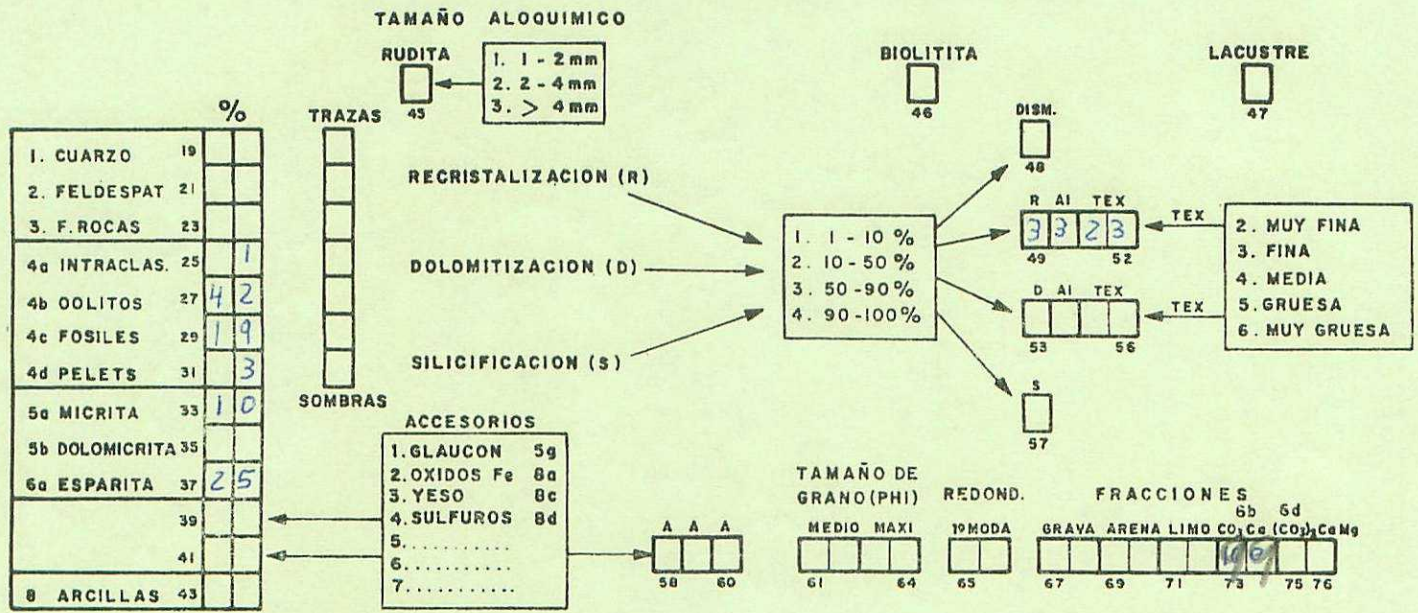 TAMAÑO ALOQUIMICO
RUDITA
1. 1 - 2 mm
2. 2 - 4 mm
3. > 4 mm
45
BIOLITITA
46
LACUSTRE
47
%
TRAZAS
1. CUARZO 19
2. FELDESPAT 21
3. F. ROCAS 23
4a INTRACLAS. 25 1
4b OOLITOS 27 4 2
4c FOSILES 29 1 9
4d PELETS 31 3
5a MICRITA 33 1 0
5b DOLOMICRITA 35
6a ESPARITA 37 2 5
39
41
8 ARCILLAS 43
SOMBRAS
RECRISTALIZACION (R)
DOLOMITIZACION (D)
SILICIFICACION (S)
1. 1 - 10 %
2. 10 - 50 %
3. 50 - 90 %
4. 90 - 100 %
DISM.
48
R AI TEX
3 3 2 3
49 52
TEX
D AI TEX
53 56
TEX
S
57
2. MUY FINA
3. FINA
4. MEDIA
5. GRUESA
6. MUY GRUESA
ACCESORIOS
1. GLAUCON 5g
2. OXIDOS Fe 8a
3. YESO 8c
4. SULFUROS 8d
5. ...........
6. ...........
7. ...........
A A A
58 60
TAMAÑO DE
GRANO (PHI)
MEDIO MAXI
61 64
REDOND.
1ª MODA
65
FRACCIONES
6b 6d
GRAVA ARENA LIMO CO3Ca (CO3)2CaMg
67 69 71 73 75 76